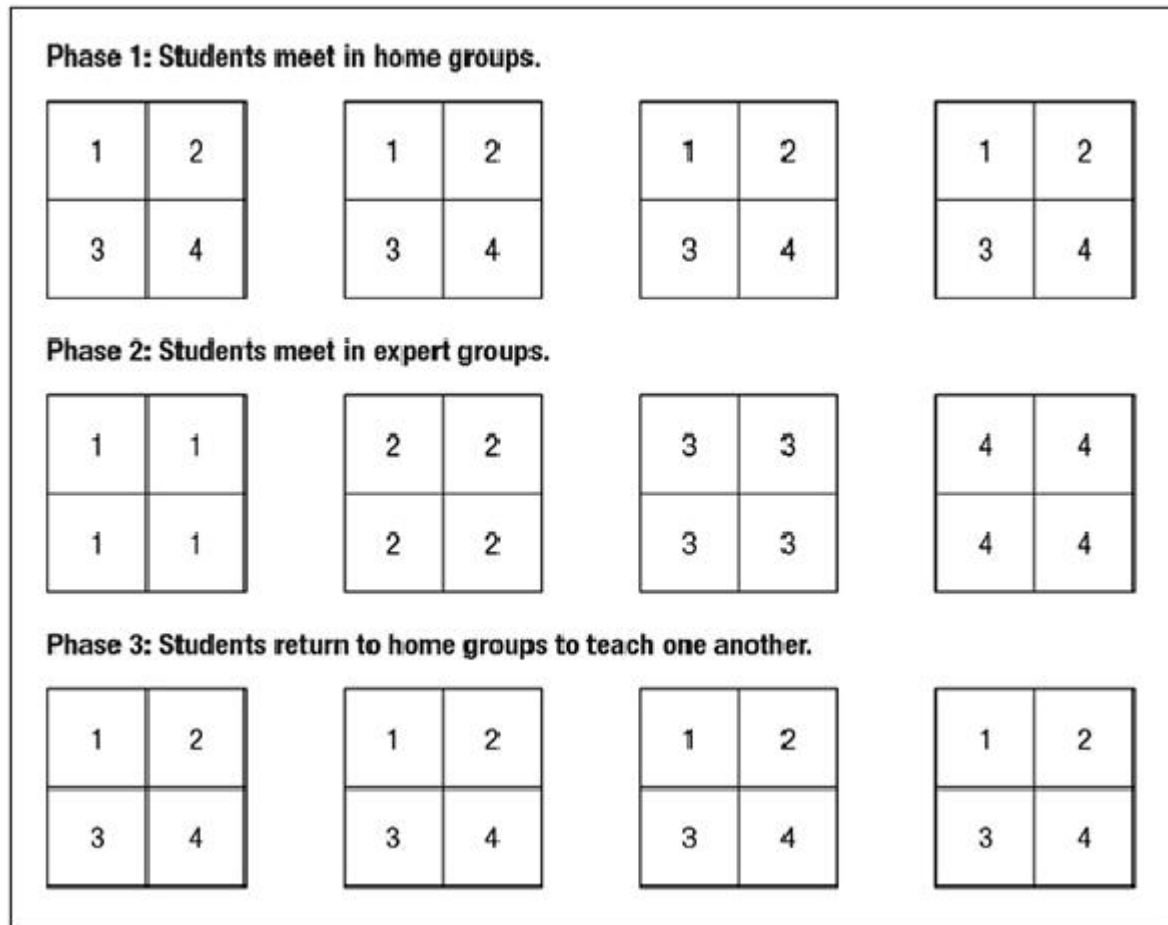 Phase 1: Students meet in home groups.
1 2 1 2 1 2 1 2
3 4 3 4 3 4 3 4
Phase 2: Students meet in expert groups.
1 1 2 2 3 3 4 4
1 1 2 2 3 3 4 4
Phase 3: Students return to home groups to teach one another.
1 2 1 2 1 2 1 2
3 4 3 4 3 4 3 4